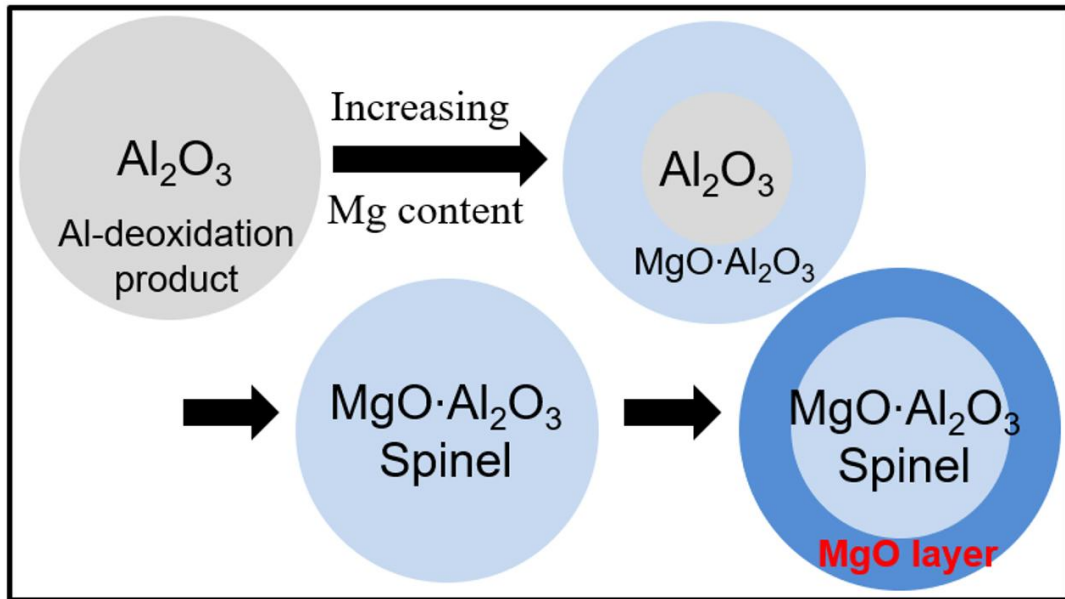 Al₂O₃
Al-deoxidation
product
Increasing
Mg content
Al₂O₃
MgO·Al₂O₃
MgO·Al₂O₃
Spinel
MgO·Al₂O₃
Spinel
MgO layer